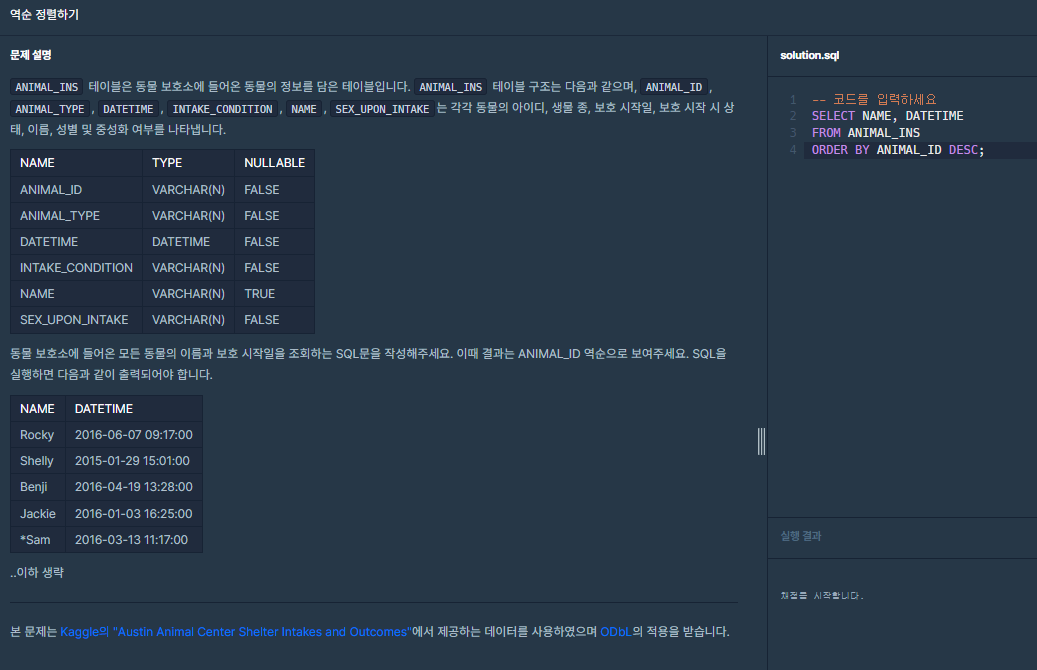 역순 정렬하기
문제 설명
ANIMAL_INS 테이블은 동물 보호소에 들어온 동물의 정보를 담은 테이블입니다. ANIMAL_INS 테이블 구조는 다음과 같으며, ANIMAL_ID ,
ANIMAL_TYPE , DATETIME , INTAKE_CONDITION , NAME , SEX_UPON_INTAKE 는 각각 동물의 아이디, 생물 종, 보호 시작일, 보호 시작 시 상
태, 이름, 성별 및 중성화 여부를 나타냅니다.
NAME TYPE NULLABLE
ANIMAL_ID VARCHAR(N) FALSE
ANIMAL_TYPE VARCHAR(N) FALSE
DATETIME DATETIME FALSE
INTAKE_CONDITION VARCHAR(N) FALSE
NAME VARCHAR(N) TRUE
SEX_UPON_INTAKE VARCHAR(N) FALSE
동물 보호소에 들어온 모든 동물의 이름과 보호 시작일을 조회하는 SQL문을 작성해주세요. 이때 결과는 ANIMAL_ID 역순으로 보여주세요. SQL을
실행하면 다음과 같이 출력되어야 합니다.
NAME DATETIME
Rocky 2016-06-07 09:17:00
Shelly 2015-01-29 15:01:00
Benji 2016-04-19 13:28:00
Jackie 2016-01-03 16:25:00
*Sam 2016-03-13 11:17:00
..이하 생략
본 문제는 Kaggle의 "Austin Animal Center Shelter Intakes and Outcomes"에서 제공하는 데이터를 사용하였으며 ODbL의 적용을 받습니다.
solution.sql
1 -- 코드를 입력하세요
2 SELECT NAME, DATETIME
3 FROM ANIMAL_INS
4 ORDER BY ANIMAL_ID DESC;
실행 결과
채점을 시작합니다.